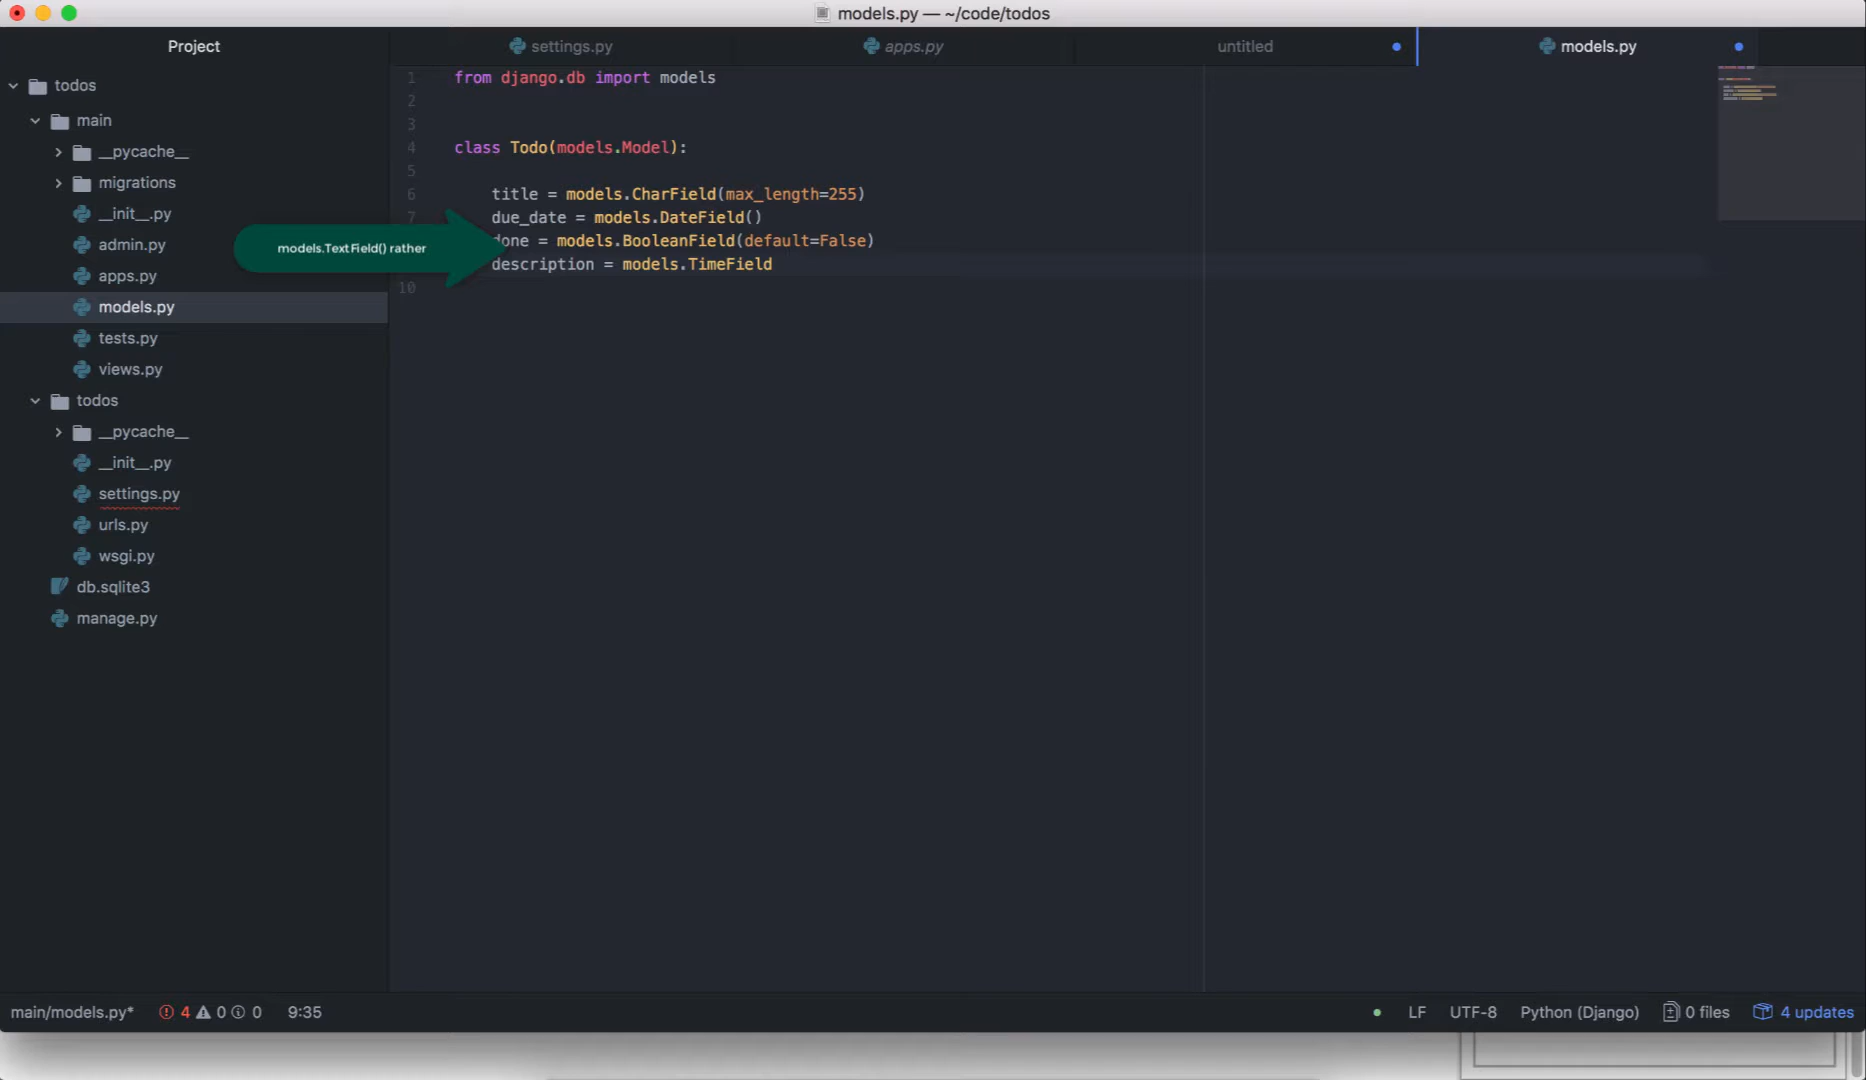 models.py — ~/code/todos
Project
settings.py
apps.py
untitled
models.py
todos
main
__pycache__
migrations
__init__.py
admin.py
apps.py
models.py
tests.py
views.py
todos
__pycache__
__init__.py
settings.py
urls.py
wsgi.py
db.sqlite3
manage.py
1 from django.db import models
2
3
4 class Todo(models.Model):
5
6 title = models.CharField(max_length=255)
7 due_date = models.DateField()
done = models.BooleanField(default=False)
description = models.TimeField
10
models.TextField() rather
main/models.py* 4 0 0 9:35
LF UTF-8 Python (Django) 0 files 4 updates